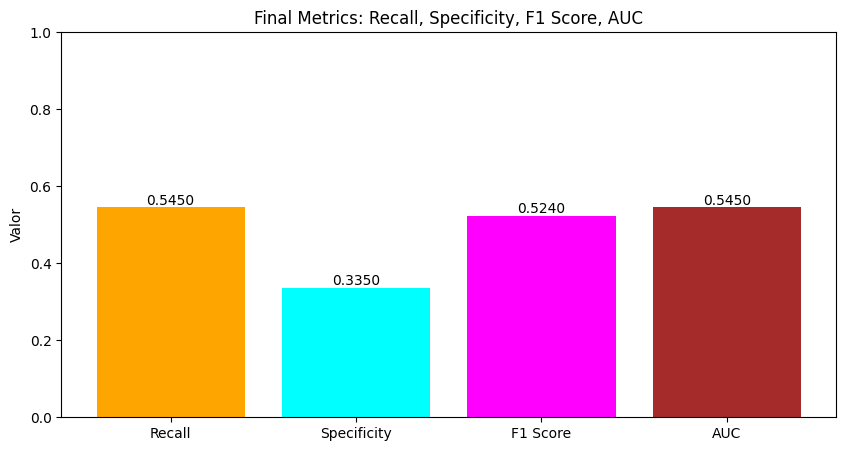 Final Metrics: Recall, Specificity, F1 Score, AUC
Valor
1.0
0.8
0.6
0.4
0.2
0.0
0.5450
0.3350
0.5240
0.5450
Recall
Specificity
F1 Score
AUC